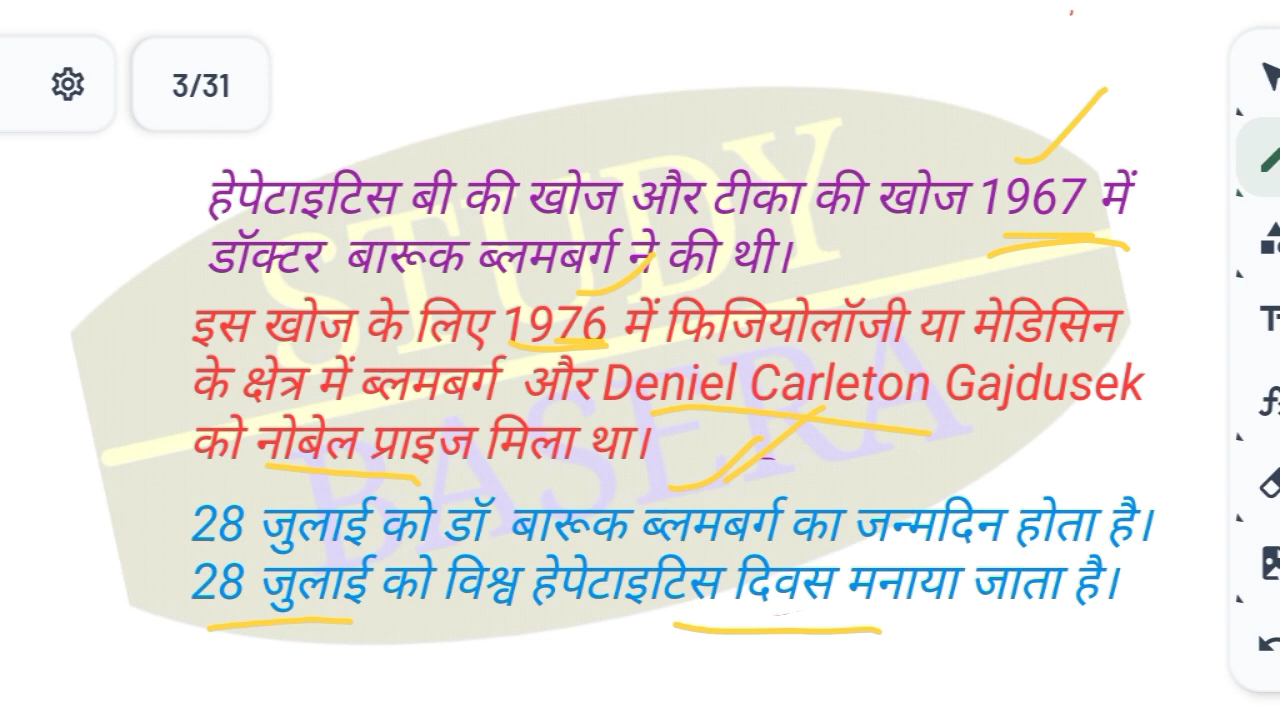 3/31
STUDY
BASERA
हेपेटाइटिस बी की खोज और टीका की खोज 1967 में
डॉक्टर बारूक ब्लमबर्ग ने की थी।
इस खोज के लिए 1976 में फिजियोलॉजी या मेडिसिन
के क्षेत्र में ब्लमबर्ग और Deniel Carleton Gajdusek
को नोबेल प्राइज मिला था।
28 जुलाई को डॉ बारूक ब्लमबर्ग का जन्मदिन होता है।
28 जुलाई को विश्व हेपेटाइटिस दिवस मनाया जाता है।